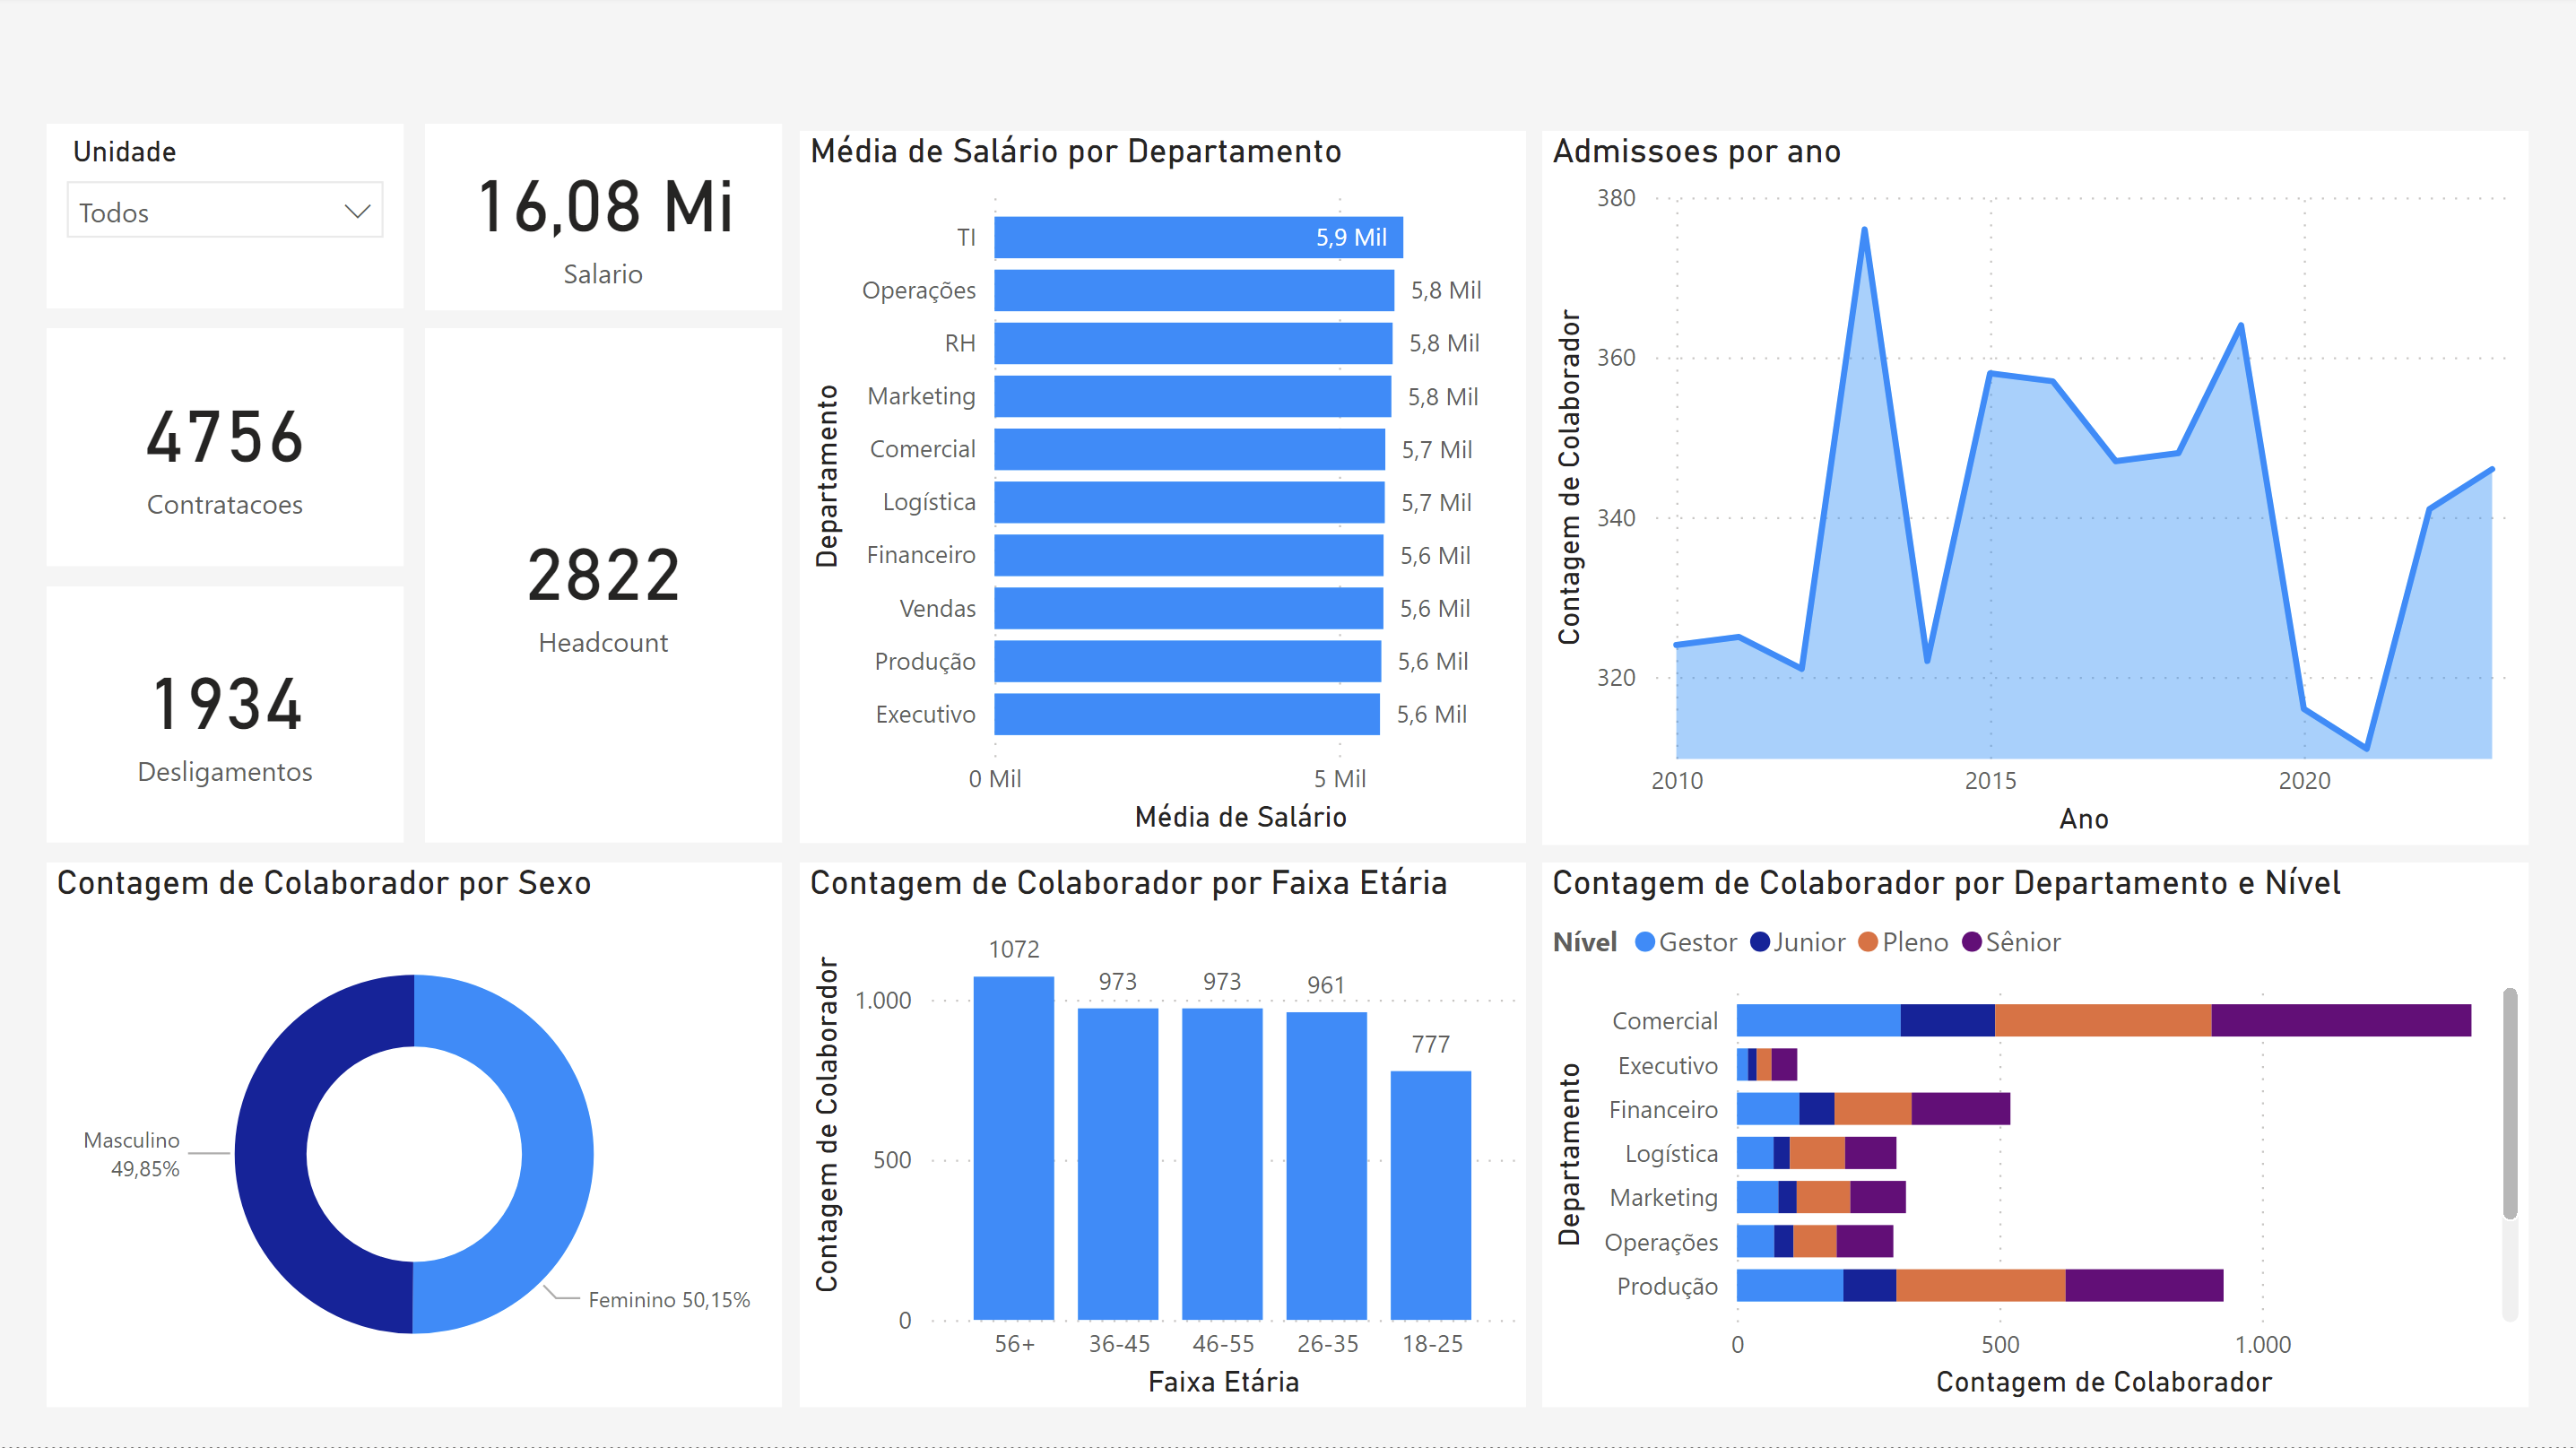 Unidade
Todos
16,08 Mi
Salario
4756
Contratacoes
2822
Headcount
1934
Desligamentos
Média de Salário por Departamento
Departamento
TI
5,9 Mil
Operações
5,8 Mil
RH
5,8 Mil
Marketing
5,8 Mil
Comercial
5,7 Mil
Logística
5,7 Mil
Financeiro
5,6 Mil
Vendas
5,6 Mil
Produção
5,6 Mil
Executivo
5,6 Mil
0 Mil
5 Mil
Média de Salário
Admissoes por ano
Contagem de Colaborador
380
360
340
320
2010
2015
2020
Ano
Contagem de Colaborador por Sexo
Masculino
49,85%
Feminino 50,15%
Contagem de Colaborador por Faixa Etária
Contagem de Colaborador
1.000
500
0
1072
973
973
961
777
56+
36-45
46-55
26-35
18-25
Faixa Etária
Contagem de Colaborador por Departamento e Nível
Nível Gestor Junior Pleno Sênior
Departamento
Comercial
Executivo
Financeiro
Logística
Marketing
Operações
Produção
0
500
1.000
Contagem de Colaborador